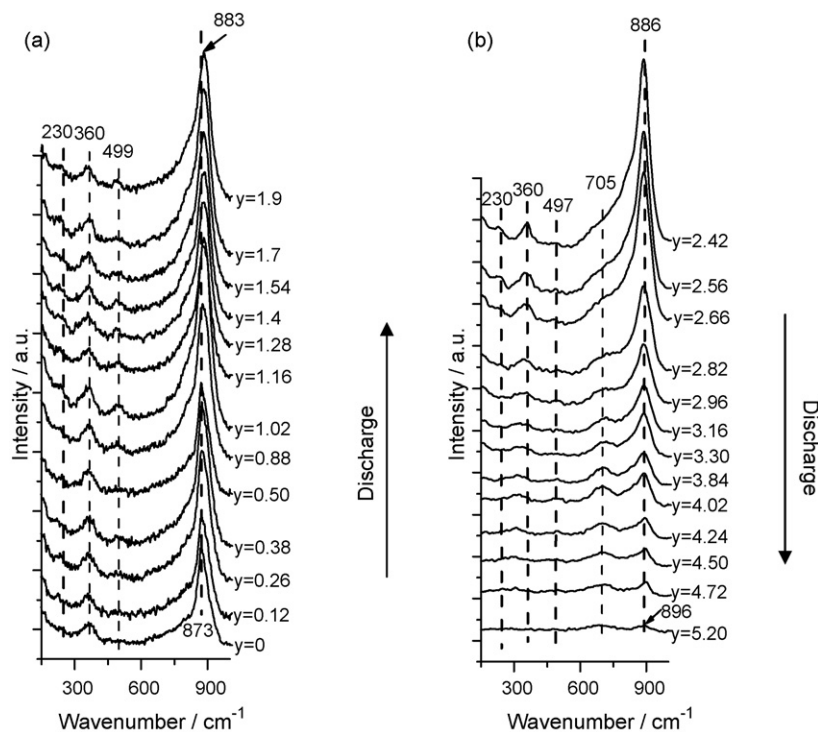 (a)
883
230 360
499
y=1.9
y=1.7
y=1.54
y=1.4
y=1.28
y=1.16
y=1.02
y=0.88
y=0.50
y=0.38
y=0.26
y=0.12
873
y=0
Intensity / a.u.
Discharge
300 600 900
Wavenumber / cm⁻¹
(b)
886
230 360 497 705
y=2.42
y=2.56
y=2.66
y=2.82
y=2.96
y=3.16
y=3.30
y=3.84
y=4.02
y=4.24
y=4.50
y=4.72
896
y=5.20
Intensity / a.u.
Discharge
300 600 900
Wavenumber / cm⁻¹